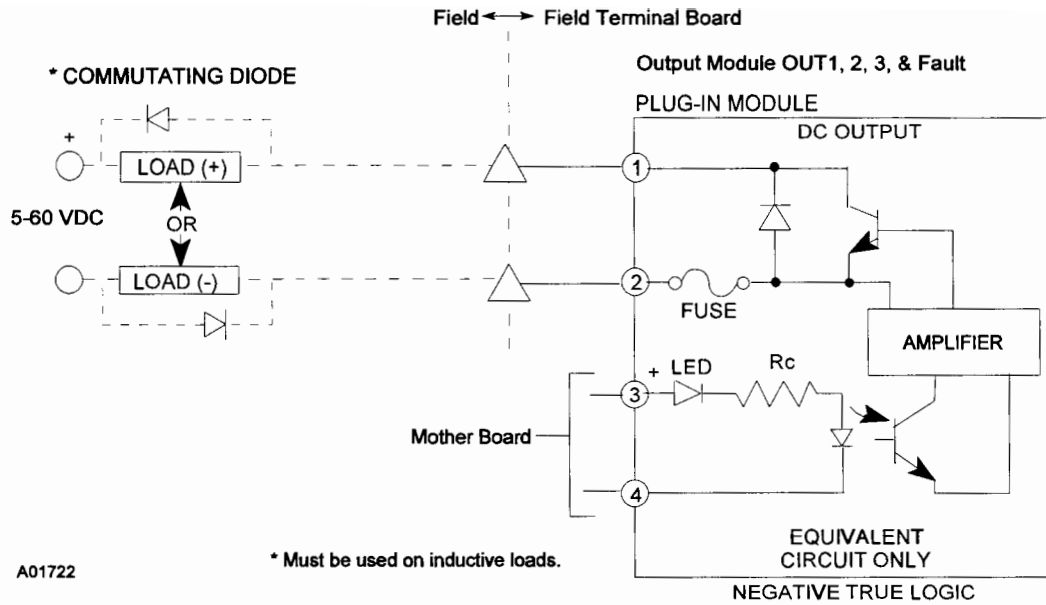 Field ◄─► Field Terminal Board
* COMMUTATING DIODE
Output Module OUT1, 2, 3, & Fault
PLUG-IN MODULE
DC OUTPUT
+
LOAD (+)
1
5-60 VDC
OR
LOAD (-)
2
FUSE
AMPLIFIER
+ LED
Rc
3
Mother Board
4
EQUIVALENT
CIRCUIT ONLY
* Must be used on inductive loads.
A01722
NEGATIVE TRUE LOGIC